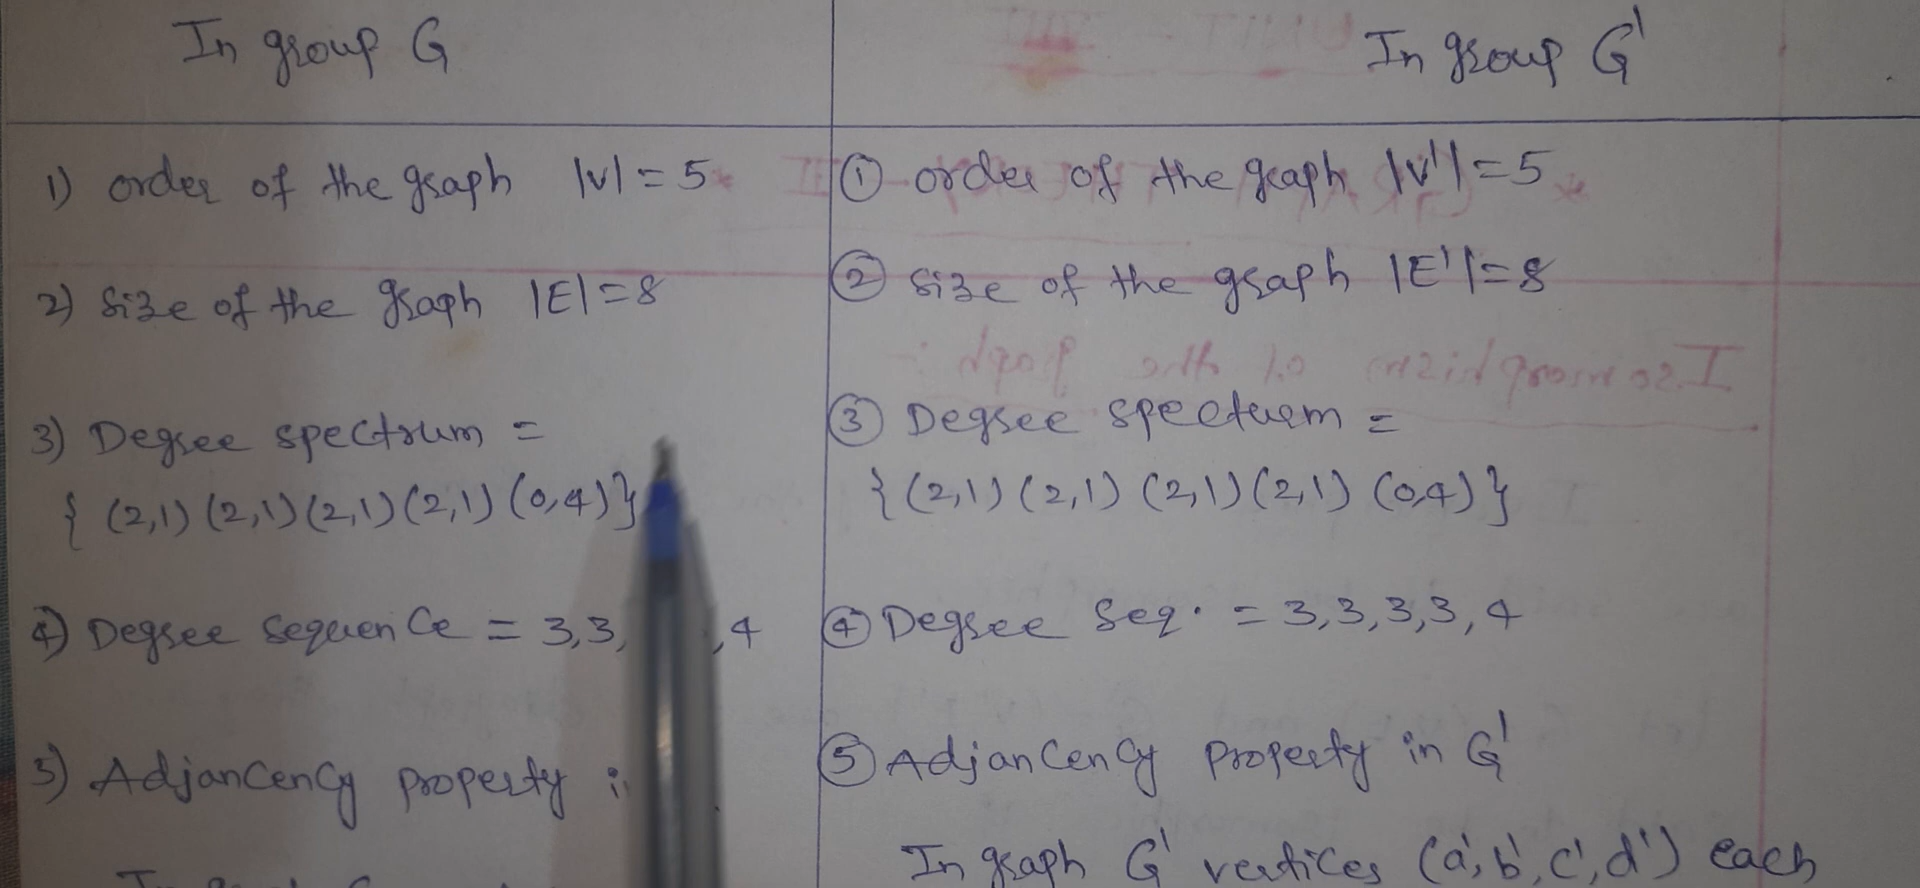 In group G
1) order of the graph |v| = 5
2) Size of the graph |E| = 8
3) Degree spectrum =
{ (2,1) (2,1) (2,1) (2,1) (0,4)}
4) Degree sequence = 3,3, ,4
5) Adjancency property
In group G'
① order of the graph |v'| = 5
② size of the graph |E'| = 8
③ Degree spectrum =
{ (2,1) (2,1) (2,1) (2,1) (0,4) }
④ Degree Seq. = 3,3,3,3,4
⑤ Adjancency property in G'
In graph G' vertices (a', b', c', d') each